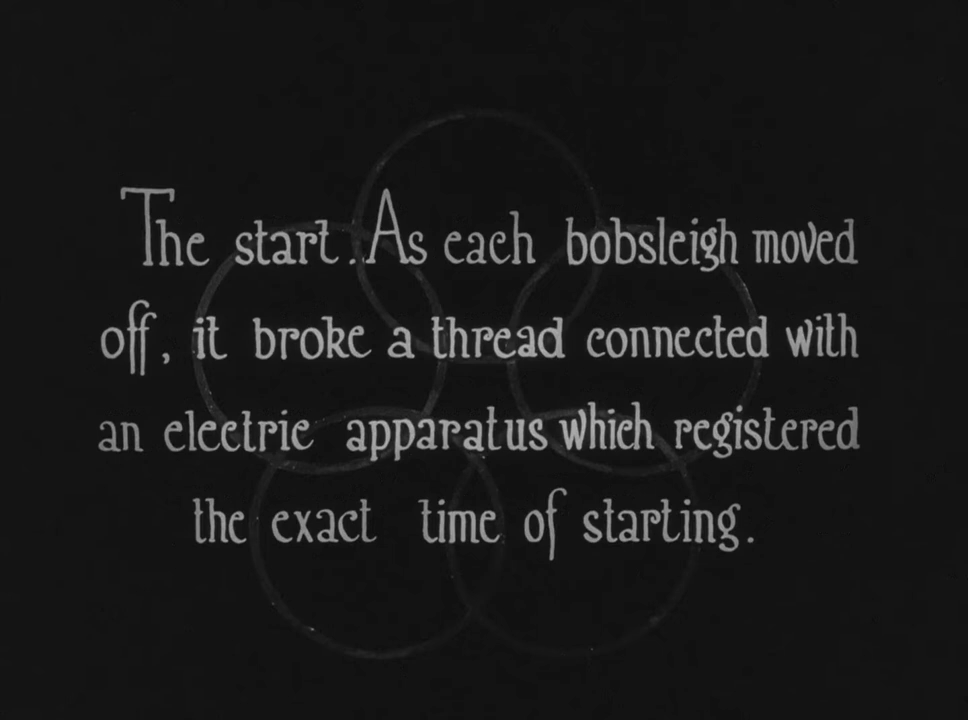 The start. As each bobsleigh moved
off, it broke a thread connected with
an electric apparatus which registered
the exact time of starting.